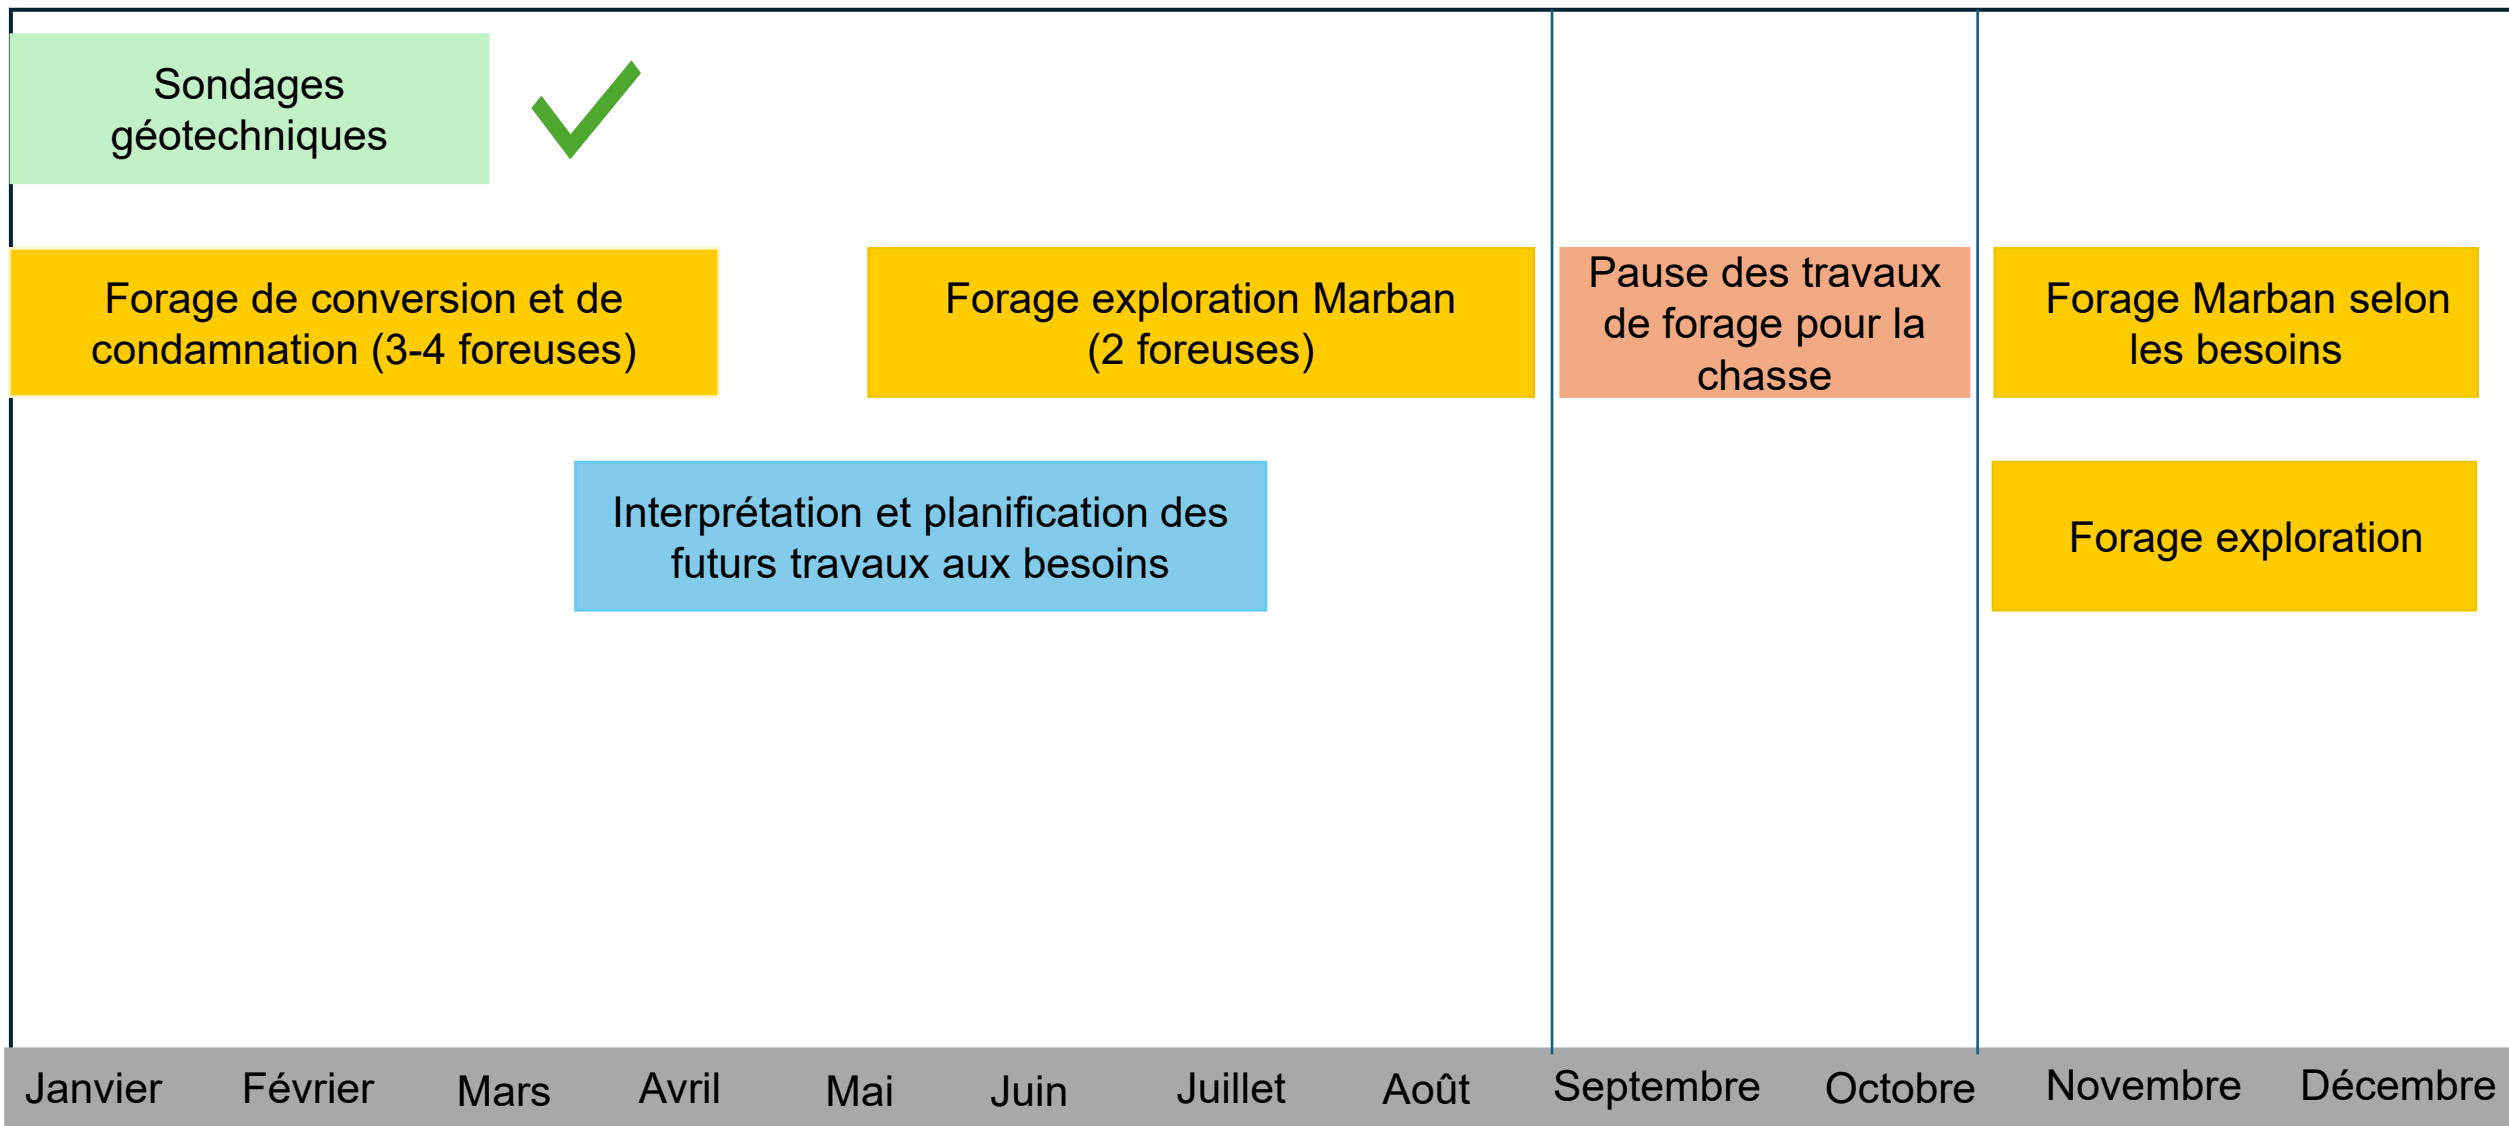 Sondages
géotechniques
Forage de conversion et de
condamnation (3-4 foreuses)
Forage exploration Marban
(2 foreuses)
Pause des travaux
de forage pour la
chasse
Forage Marban selon
les besoins
Interprétation et planification des
futurs travaux aux besoins
Forage exploration
Janvier Février Mars Avril Mai Juin Juillet Août Septembre Octobre Novembre Décembre